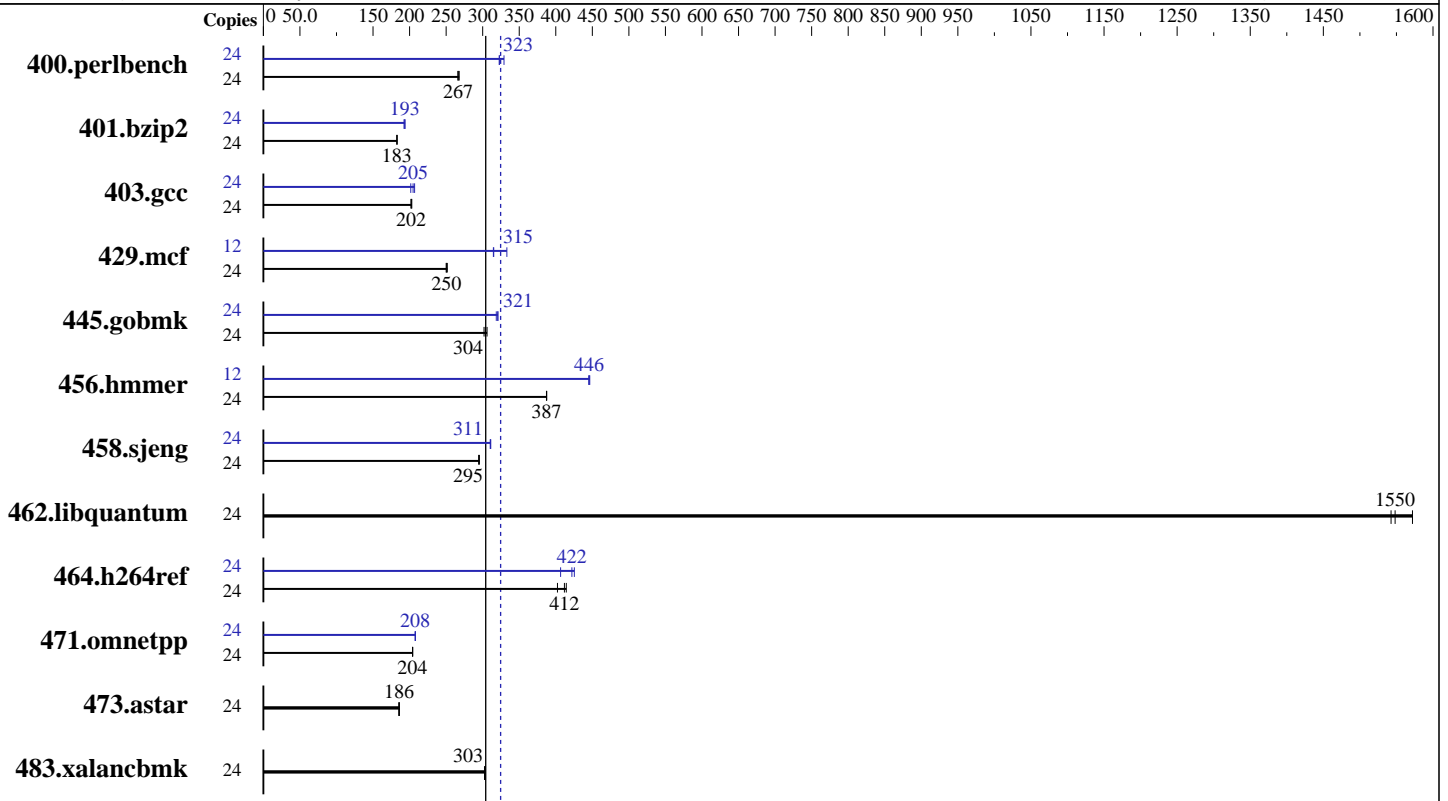 Copies 0 50.0 150 200 250 300 350 400 450 500 550 600 650 700 750 800 850 900 950 1050 1150 1250 1350 1450 1600
400.perlbench 24 323
24 267
401.bzip2 24 193
24 183
403.gcc 24 205
24 202
429.mcf 12 315
24 250
445.gobmk 24 321
24 304
456.hmmer 12 446
24 387
458.sjeng 24 311
24 295
462.libquantum 24 1550
464.h264ref 24 422
24 412
471.omnetpp 24 208
24 204
473.astar 24 186
483.xalancbmk 24 303